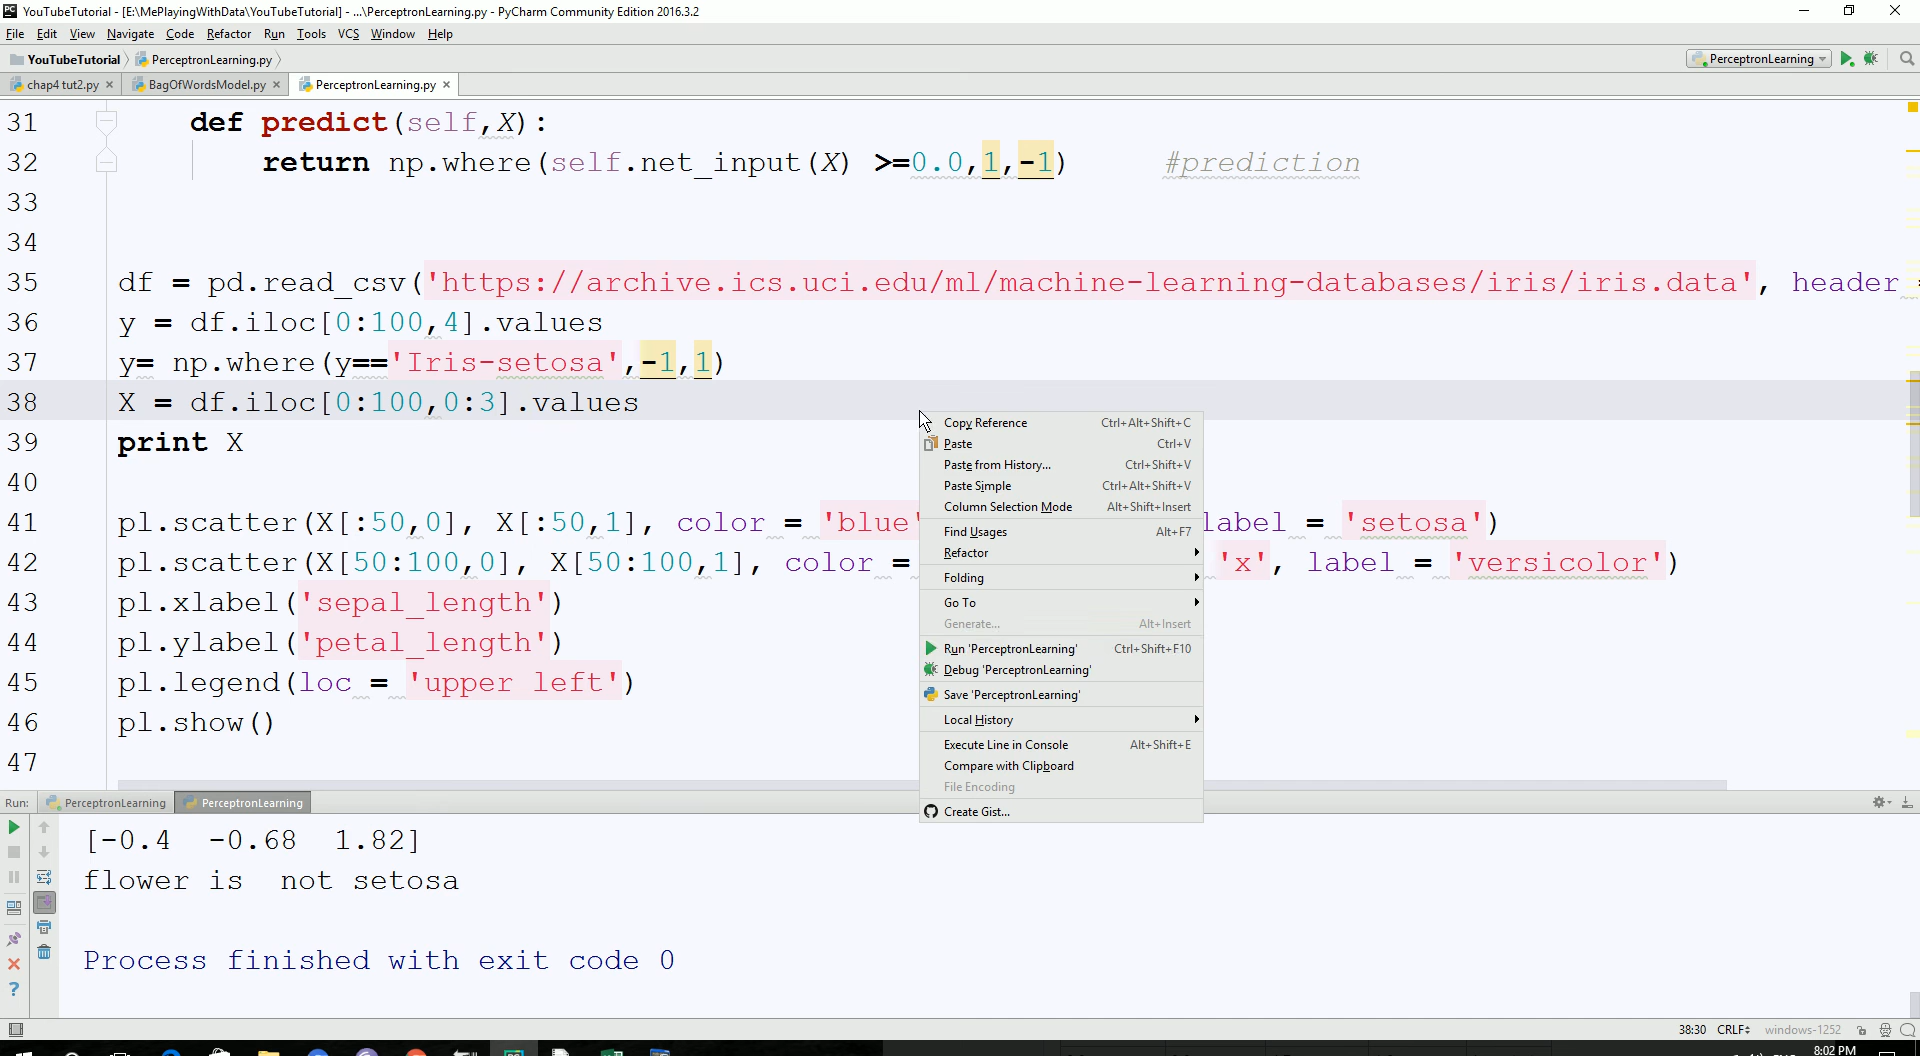 YouTubeTutorial - [E:\MePlayingWithData\YouTubeTutorial] - ...\PerceptronLearning.py - PyCharm Community Edition 2016.3.2
File Edit View Navigate Code Refactor Run Tools VCS Window Help
YouTubeTutorial PerceptronLearning.py PerceptronLearning
chap4 tut2.py BagOfWordsModel.py PerceptronLearning.py
31 def predict(self,X):
32 return np.where(self.net_input(X) >=0.0,1,-1) #prediction
33
34
35 df = pd.read_csv('https://archive.ics.uci.edu/ml/machine-learning-databases/iris/iris.data', header =
36 y = df.iloc[0:100,4].values
37 y= np.where(y=='Iris-setosa',-1,1)
38 X = df.iloc[0:100,0:3].values
39 print X
40
41 pl.scatter(X[:50,0], X[:50,1], color = 'blue' label = 'setosa')
42 pl.scatter(X[50:100,0], X[50:100,1], color = 'x', label = 'versicolor')
43 pl.xlabel('sepal_length')
44 pl.ylabel('petal_length')
45 pl.legend(loc = 'upper left')
46 pl.show()
47
Copy Reference Ctrl+Alt+Shift+C
Paste Ctrl+V
Paste from History... Ctrl+Shift+V
Paste Simple Ctrl+Alt+Shift+V
Column Selection Mode Alt+Shift+Insert
Find Usages Alt+F7
Refactor
Folding
Go To
Generate... Alt+Insert
Run 'PerceptronLearning' Ctrl+Shift+F10
Debug 'PerceptronLearning'
Save 'PerceptronLearning'
Local History
Execute Line in Console Alt+Shift+E
Compare with Clipboard
File Encoding
Create Gist...
Run: PerceptronLearning PerceptronLearning
[-0.4 -0.68 1.82]
flower is not setosa
Process finished with exit code 0
38:30 CRLF windows-1252
8:02 PM